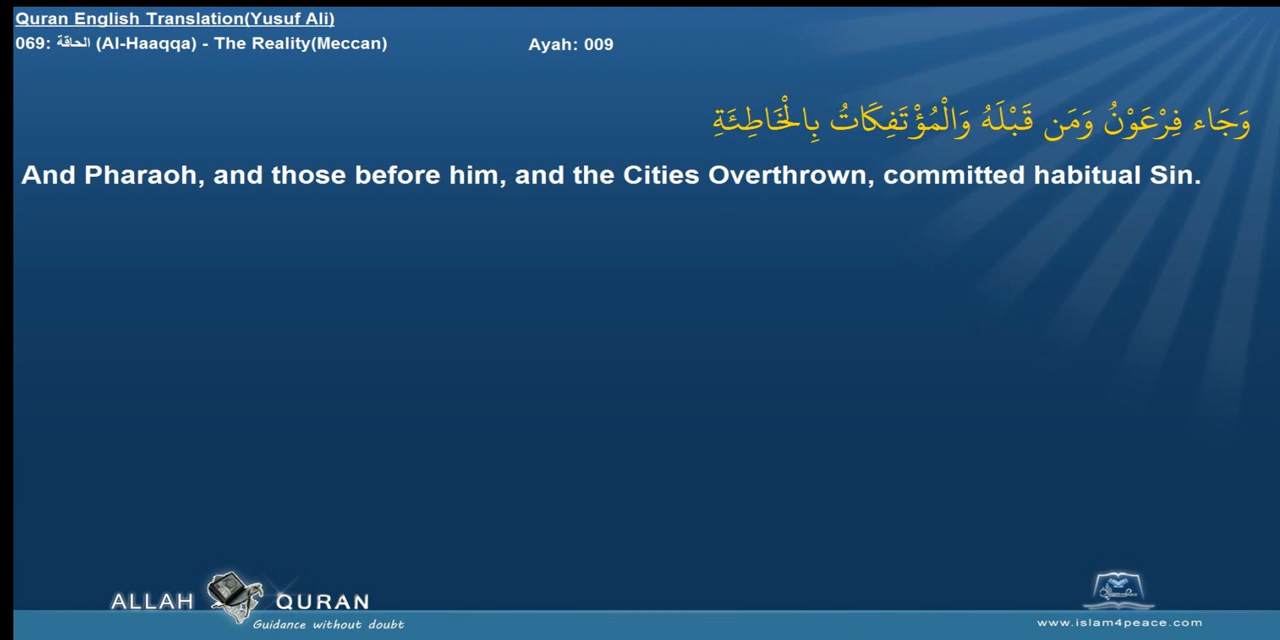 Quran English Translation(Yusuf Ali)
069: الحاقة (Al-Haaqqa) - The Reality(Meccan) Ayah: 009
وَجَاء فِرْعَوْنُ وَمَن قَبْلَهُ وَالْمُؤْتَفِكَاتُ بِالْخَاطِئَةِ
And Pharaoh, and those before him, and the Cities Overthrown, committed habitual Sin.
ALLAH QURAN
Guidance without doubt
www.islam4peace.com